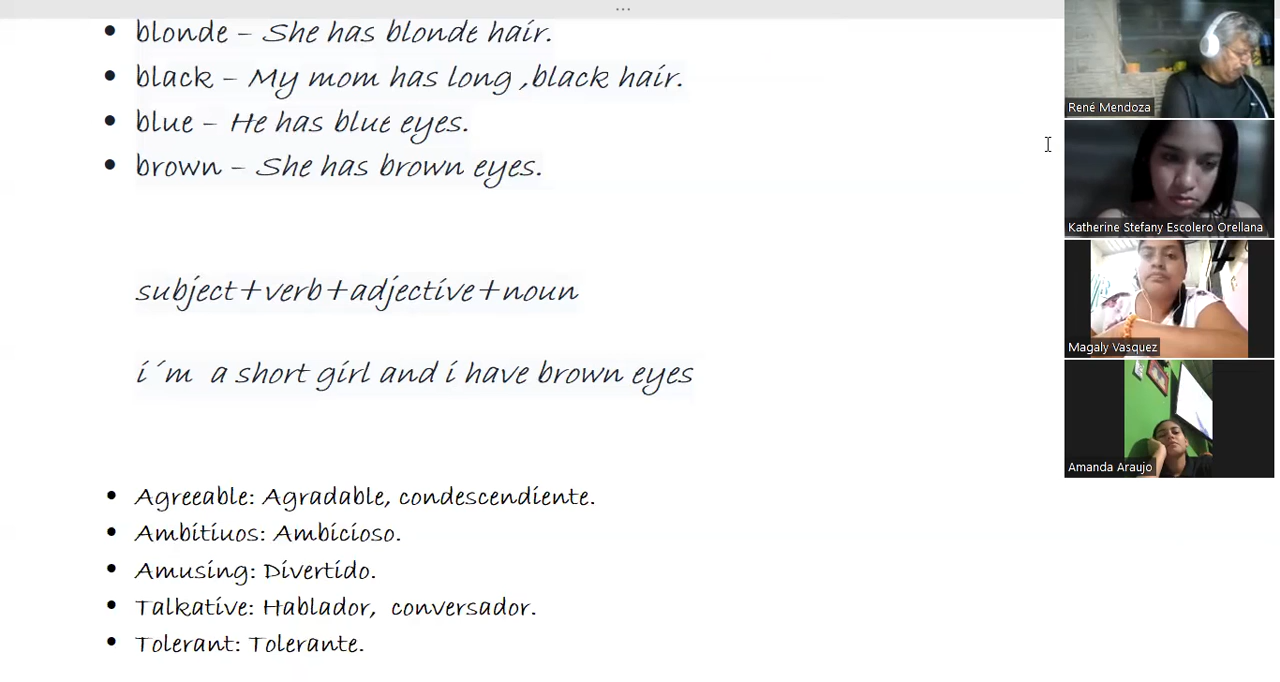 ...
blonde – She has blonde hair.
black – My mom has long ,black hair.
blue – He has blue eyes.
brown – She has brown eyes.
subject+verb+adjective+noun
i´m a short girl and i have brown eyes
Agreeable: Agradable, condescendiente.
Ambitiuos: Ambicioso.
Amusing: Divertido.
Talkative: Hablador, conversador.
Tolerant: Tolerante.
René Mendoza
Katherine Stefany Escolero Orellana
Magaly Vasquez
Amanda Araujo